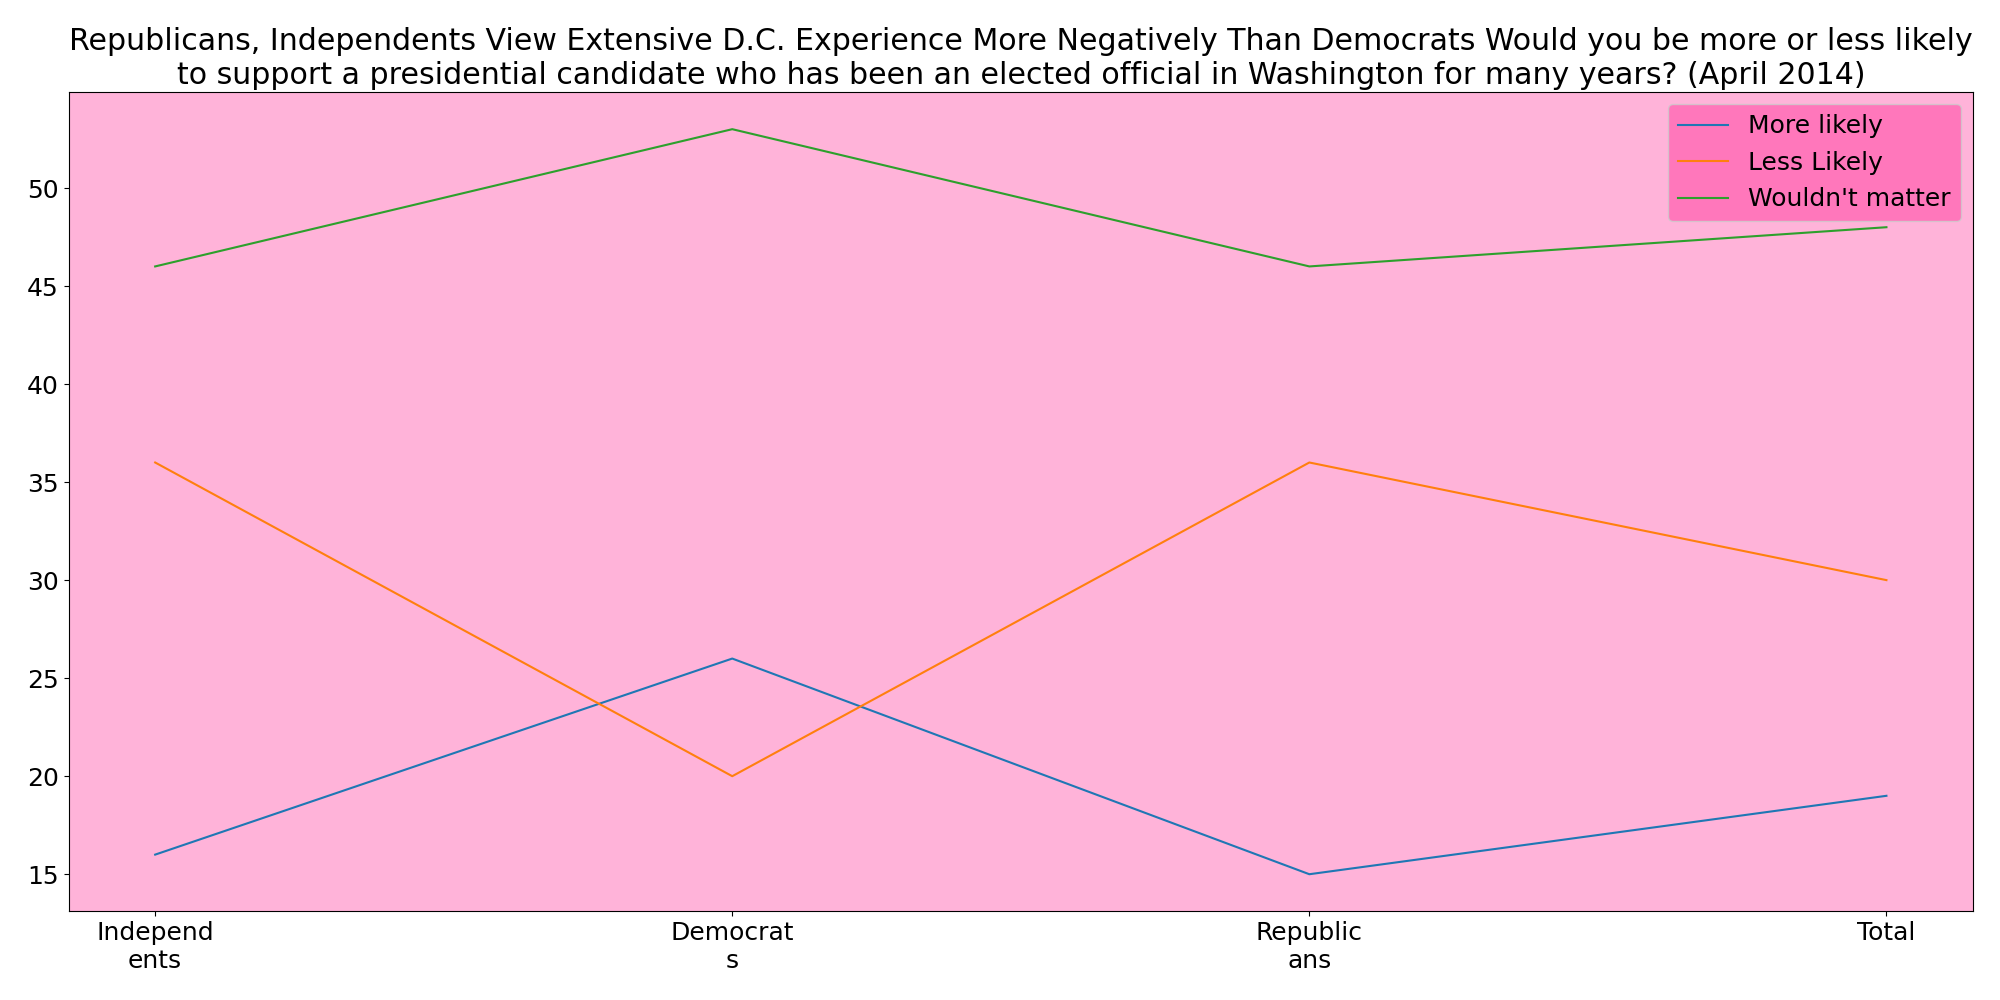 Republicans, Independents View Extensive D.C. Experience More Negatively Than Democrats Would you be more or less likely
to support a presidential candidate who has been an elected official in Washington for many years? (April 2014)
More likely
Less Likely
Wouldn't matter
50
45
40
35
30
25
20
15
Independ
ents
Democrat
s
Republic
ans
Total